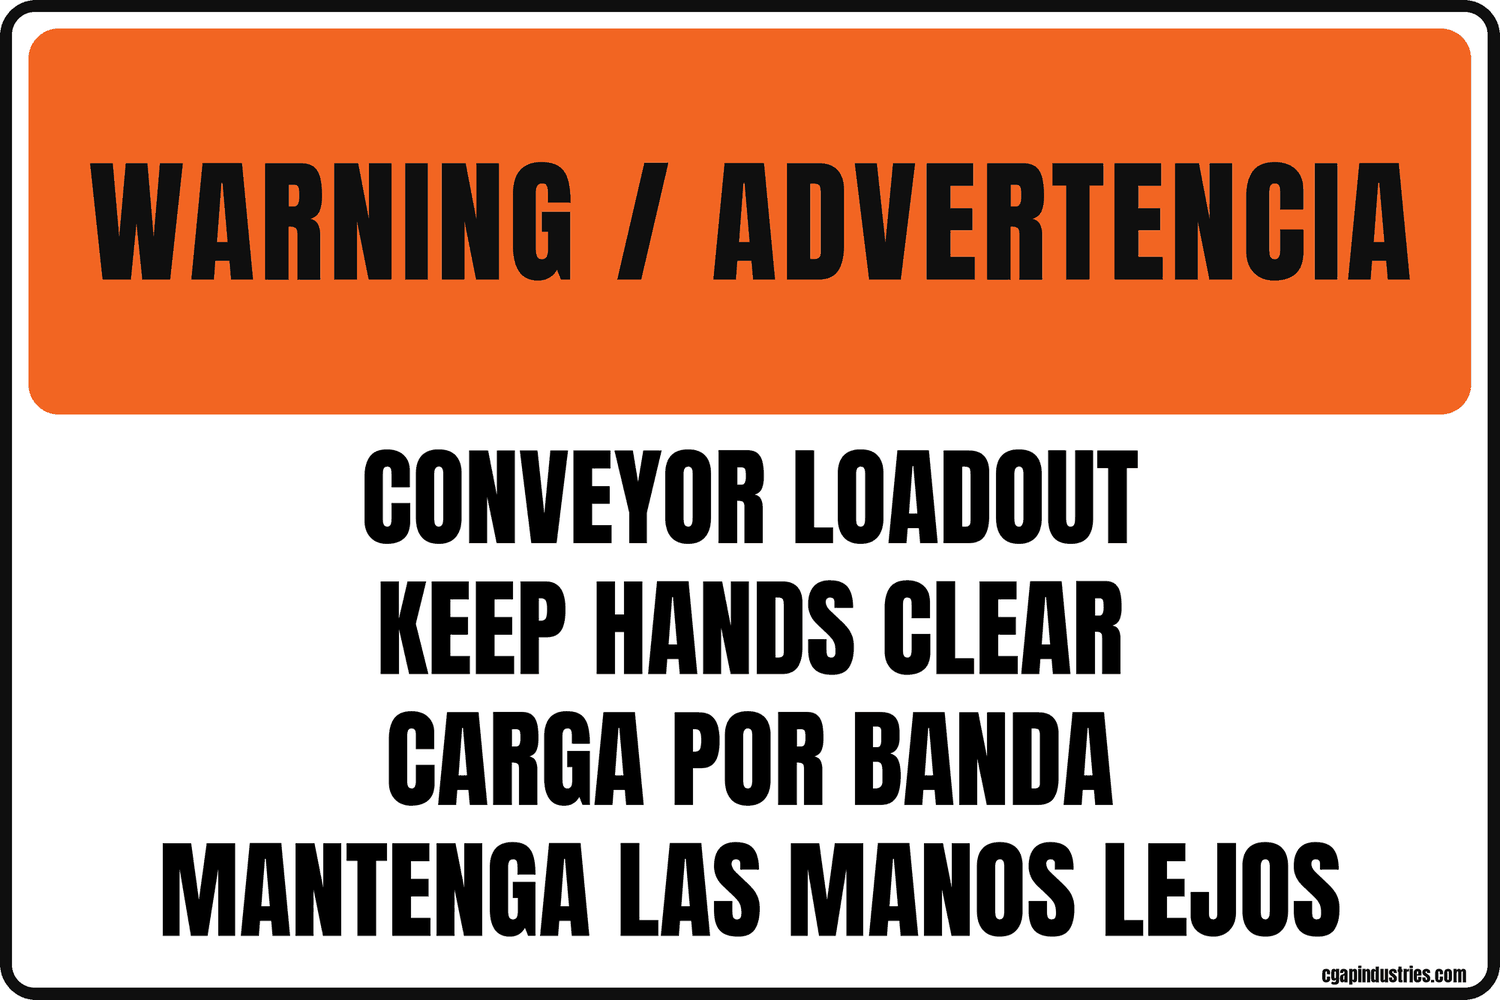 WARNING / ADVERTENCIA
CONVEYOR LOADOUT
KEEP HANDS CLEAR
CARGA POR BANDA
MANTENGA LAS MANOS LEJOS
cgapindustries.com